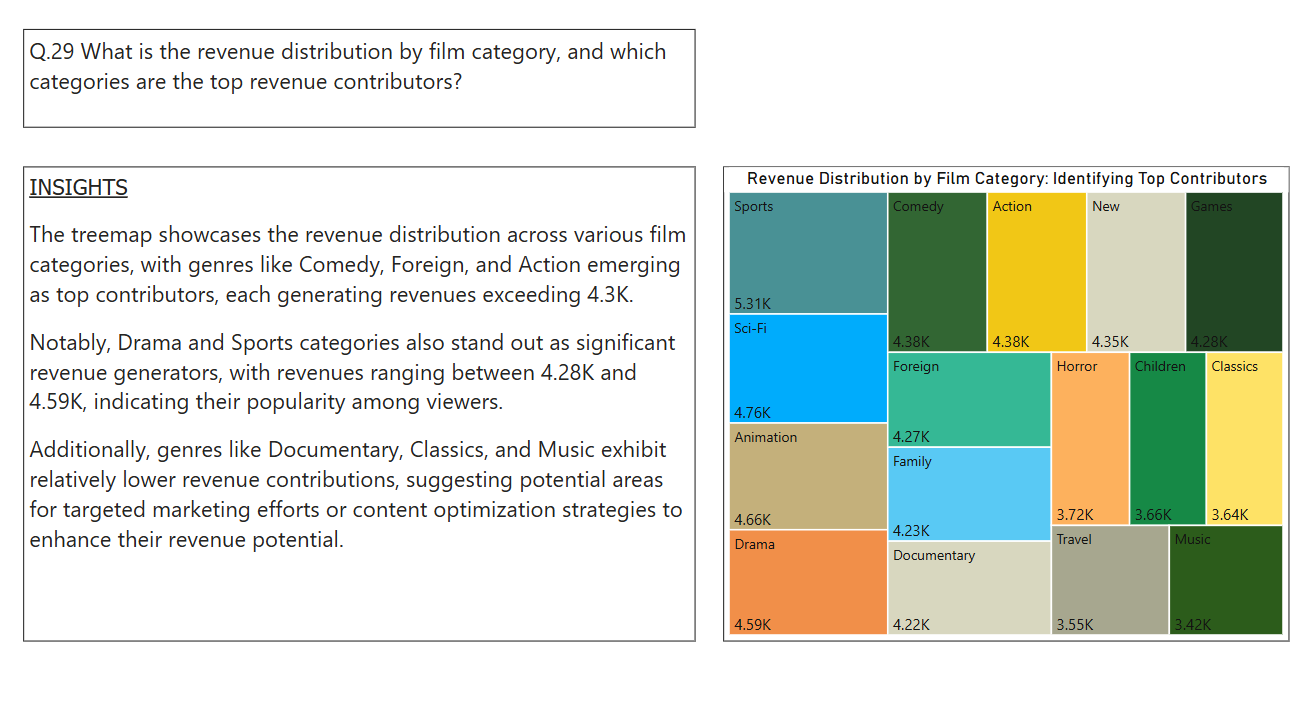 Q.29 What is the revenue distribution by film category, and which
categories are the top revenue contributors?
INSIGHTS
The treemap showcases the revenue distribution across various film
categories, with genres like Comedy, Foreign, and Action emerging
as top contributors, each generating revenues exceeding 4.3K.
Notably, Drama and Sports categories also stand out as significant
revenue generators, with revenues ranging between 4.28K and
4.59K, indicating their popularity among viewers.
Additionally, genres like Documentary, Classics, and Music exhibit
relatively lower revenue contributions, suggesting potential areas
for targeted marketing efforts or content optimization strategies to
enhance their revenue potential.
Revenue Distribution by Film Category: Identifying Top Contributors
Sports
5.31K
Sci-Fi
4.76K
Animation
4.66K
Drama
4.59K
Comedy
4.38K
Action
4.38K
New
4.35K
Games
4.28K
Foreign
4.27K
Family
4.23K
Documentary
4.22K
Horror
3.72K
Children
3.66K
Classics
3.64K
Travel
3.55K
Music
3.42K